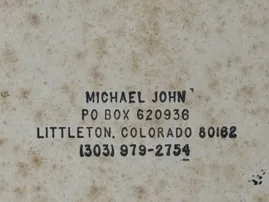 MICHAEL JOHN
PO BOX 620936
LITTLETON, COLORADO 80162
(303) 979-2754